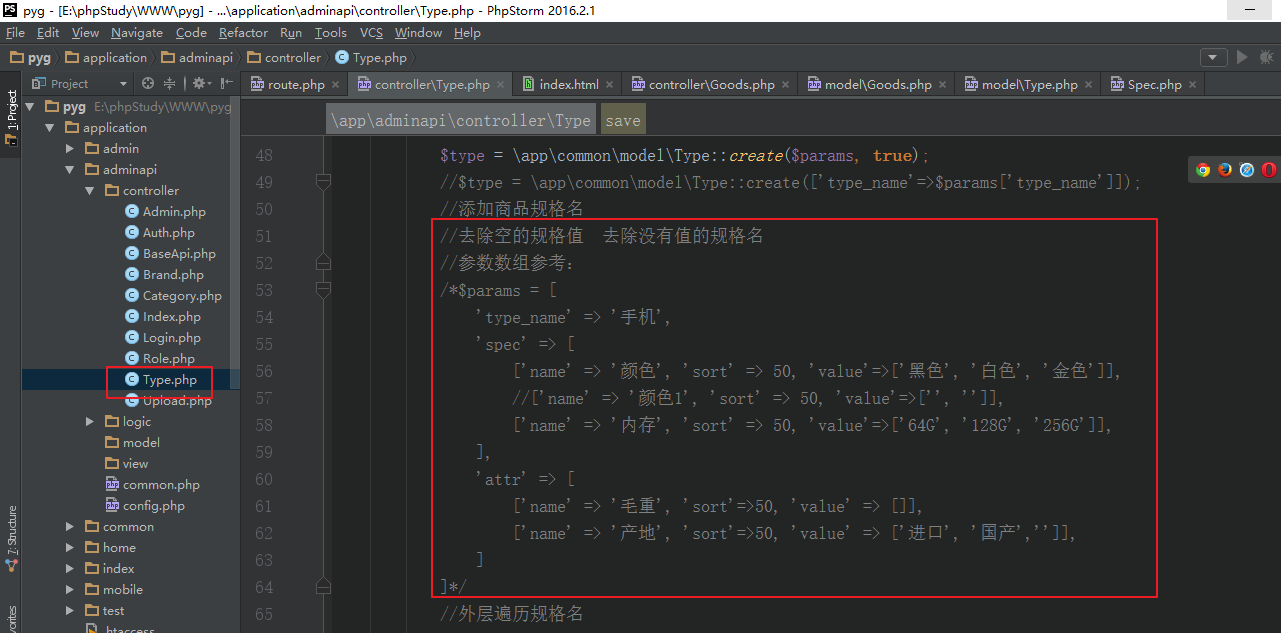 pyg - [E:\phpStudy\WWW\pyg] - ...\application\adminapi\controller\Type.php - PhpStorm 2016.2.1
File Edit View Navigate Code Refactor Run Tools VCS Window Help
pyg application adminapi controller Type.php
Project
route.php controller\Type.php index.html controller\Goods.php model\Goods.php model\Type.php Spec.php
1: Project
7: Structure
pyg E:\phpStudy\WWW\pyg
application
admin
adminapi
controller
Admin.php
Auth.php
BaseApi.php
Brand.php
Category.php
Index.php
Login.php
Role.php
Type.php
Upload.php
logic
model
view
common.php
config.php
common
home
index
mobile
test
.htaccess
\app\adminapi\controller\Type save
48 $type = \app\common\model\Type::create($params, true);
49 //$type = \app\common\model\Type::create(['type_name'=>$params['type_name']]);
50 //添加商品规格名
51 //去除空的规格值 去除没有值的规格名
52 //参数数组参考:
53 /*$params = [
54 'type_name' => '手机',
55 'spec' => [
56 ['name' => '颜色', 'sort' => 50, 'value'=>['黑色', '白色', '金色']],
57 //['name' => '颜色1', 'sort' => 50, 'value'=>['', '']],
58 ['name' => '内存', 'sort' => 50, 'value'=>['64G', '128G', '256G']],
59 ],
60 'attr' => [
61 ['name' => '毛重', 'sort'=>50, 'value' => []],
62 ['name' => '产地', 'sort'=>50, 'value' => ['进口', '国产','']],
63 ]
64 ]*/
65 //外层遍历规格名